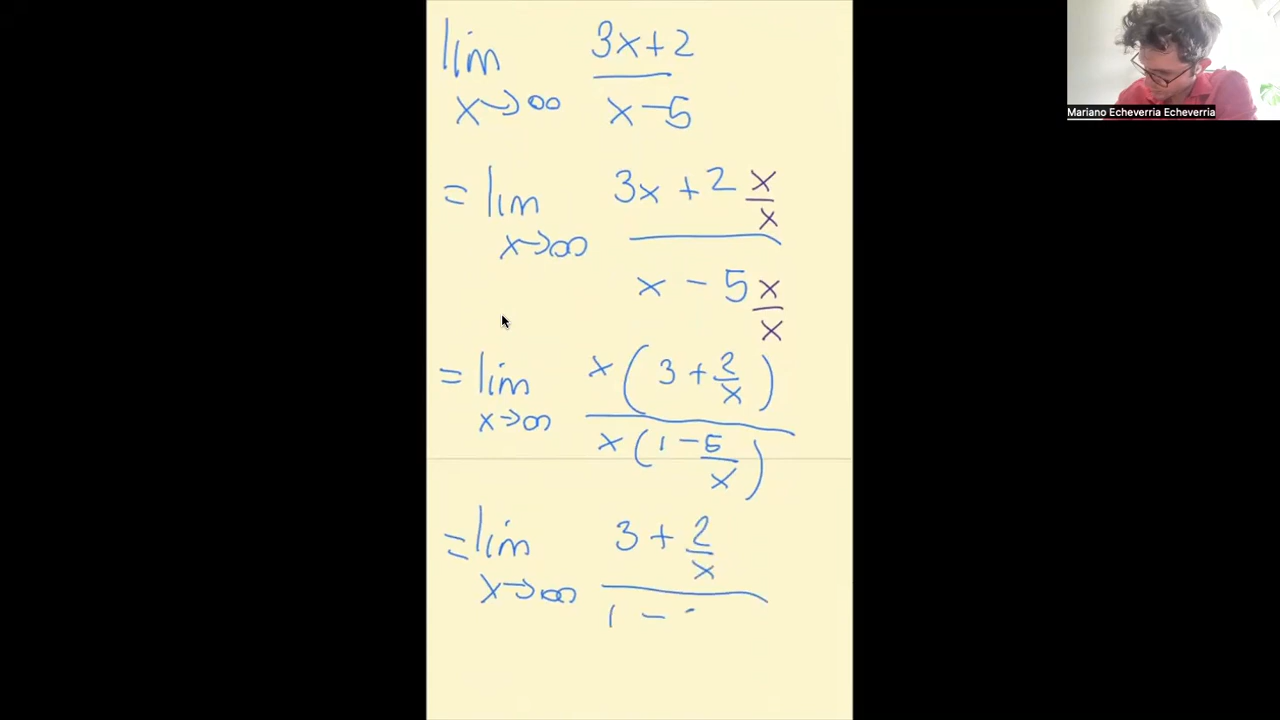 lim 3x+2
x→∞ x-5
= lim 3x + 2 x/x
x→∞ x - 5 x/x
= lim x(3 + 2/x)
x→∞ x(1 - 5/x)
= lim 3 + 2/x
x→∞ 1 -
Mariano Echeverria Echeverria